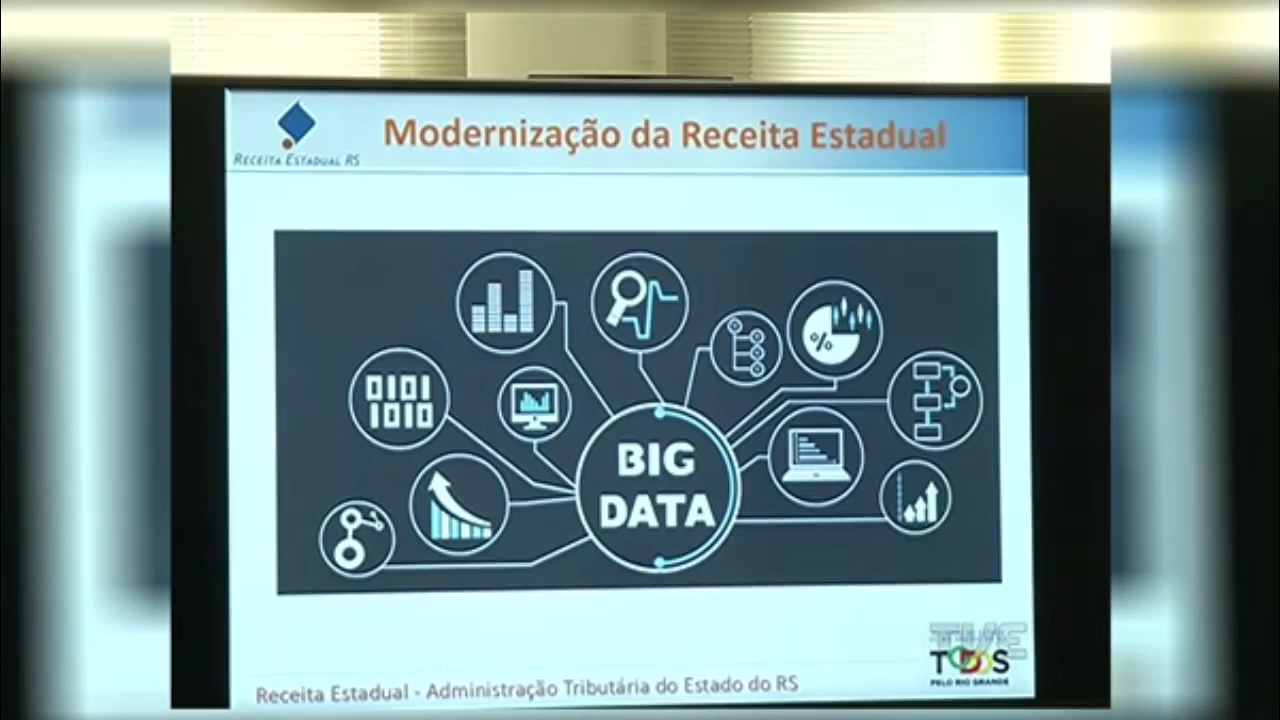 Modernização da Receita Estadual
RECEITA ESTADUAL RS
0101
1010
%
BIG
DATA
TVE
TODOS
PELO RIO GRANDE
Receita Estadual - Administração Tributária do Estado do RS